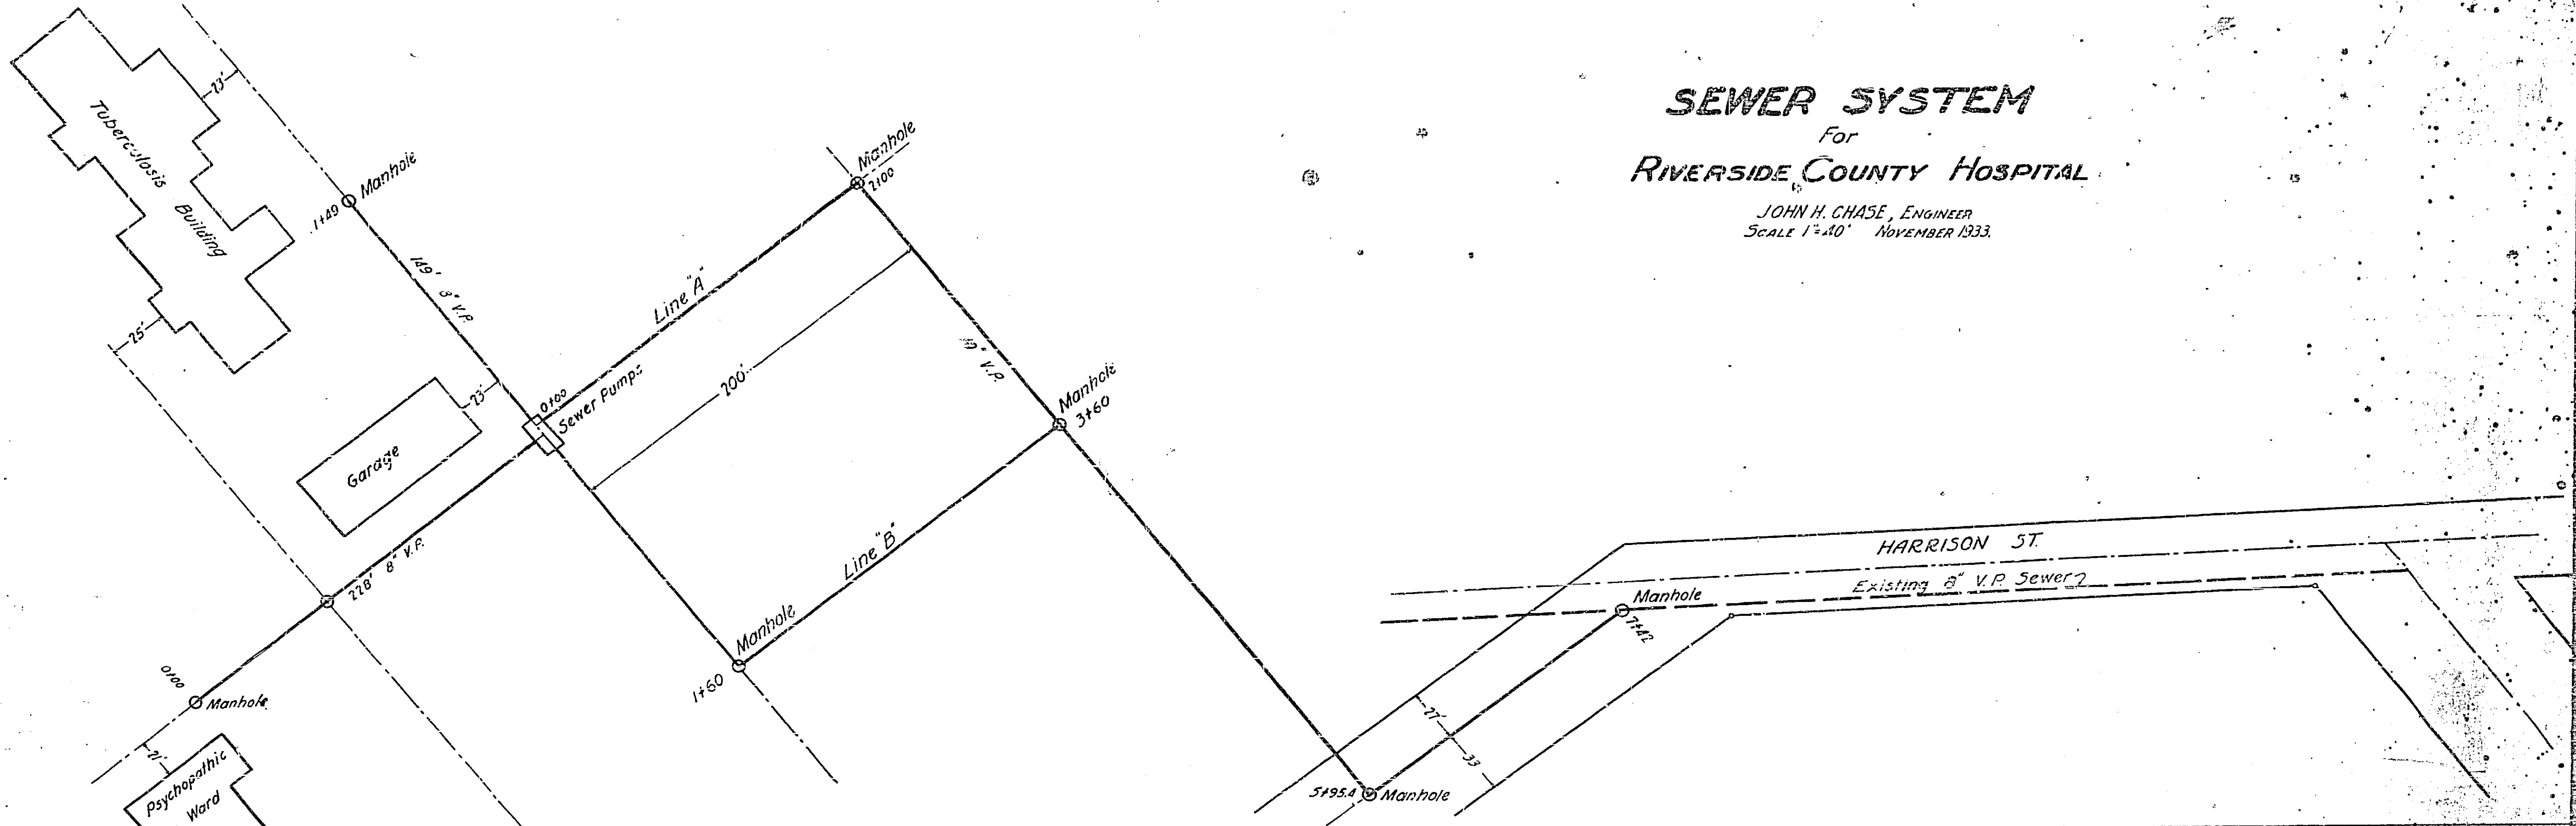 SEWER SYSTEM
For
RIVERSIDE COUNTY HOSPITAL
JOHN H. CHASE, ENGINEER
SCALE 1"=40' NOVEMBER 1933.
Tuberculosis
Building
23'
Manhole
1+49
149'
8" V.P.
25'
Garage
23'
0+00
Sewer Pumps
Line "A"
Manhole
2+00
200'
V.P.
Manhole
3+60
Line "B"
Manhole
1+60
228' 8" V.P.
0+00
Manhole
21'
Psychopathic
Ward
HARRISON ST.
Existing 8" V.P. Sewer
Manhole
7+42
27'
33
5+95.4
Manhole